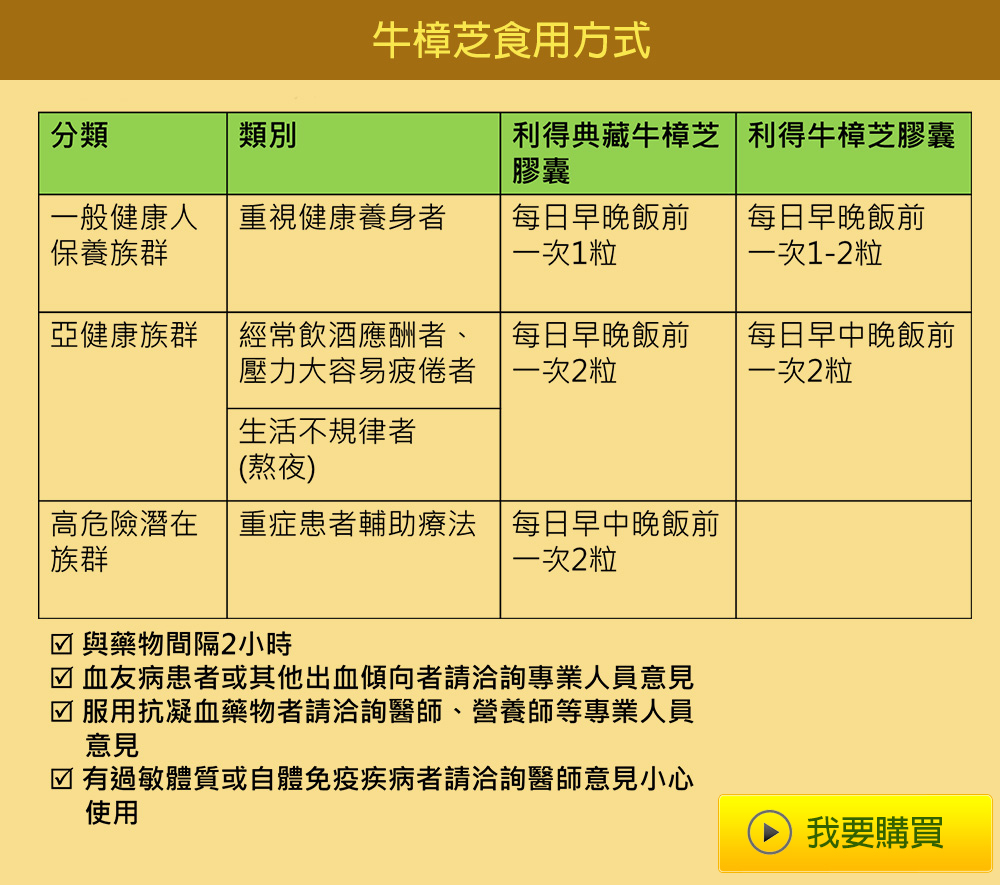 牛樟芝食用方式
分類
類別
利得典藏牛樟芝
膠囊
利得牛樟芝膠囊
一般健康人
保養族群
重視健康養身者
每日早晚飯前
一次1粒
每日早晚飯前
一次1-2粒
亞健康族群
經常飲酒應酬者、
壓力大容易疲倦者
生活不規律者
(熬夜)
每日早晚飯前
一次2粒
每日早中晚飯前
一次2粒
高危險潛在
族群
重症患者輔助療法
每日早中晚飯前
一次2粒
☑ 與藥物間隔2小時
☑ 血友病患者或其他出血傾向者請洽詢專業人員意見
☑ 服用抗凝血藥物者請洽詢醫師、營養師等專業人員
意見
☑ 有過敏體質或自體免疫疾病者請洽詢醫師意見小心
使用
我要購買